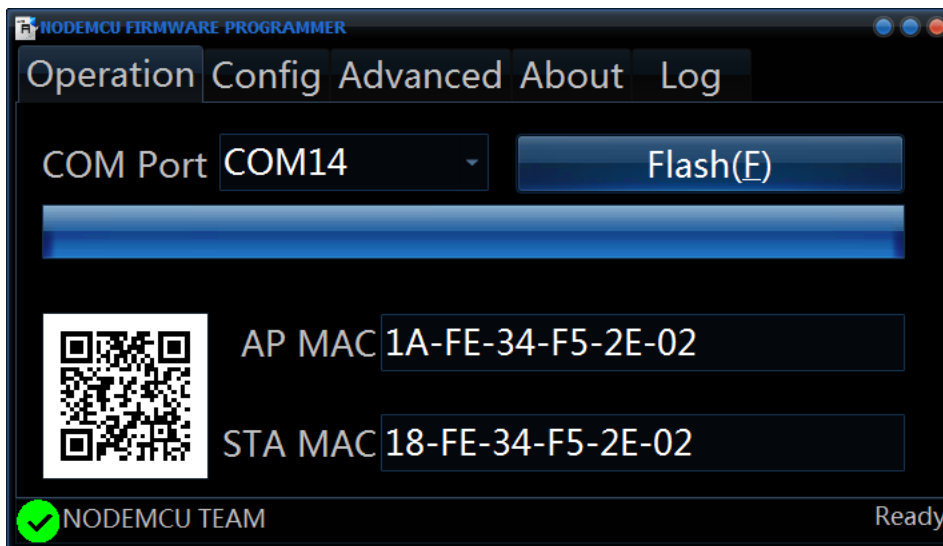 NODEMCU FIRMWARE PROGRAMMER
Operation Config Advanced About Log
COM Port COM14 Flash(F)
AP MAC 1A-FE-34-F5-2E-02
STA MAC 18-FE-34-F5-2E-02
NODEMCU TEAM Ready